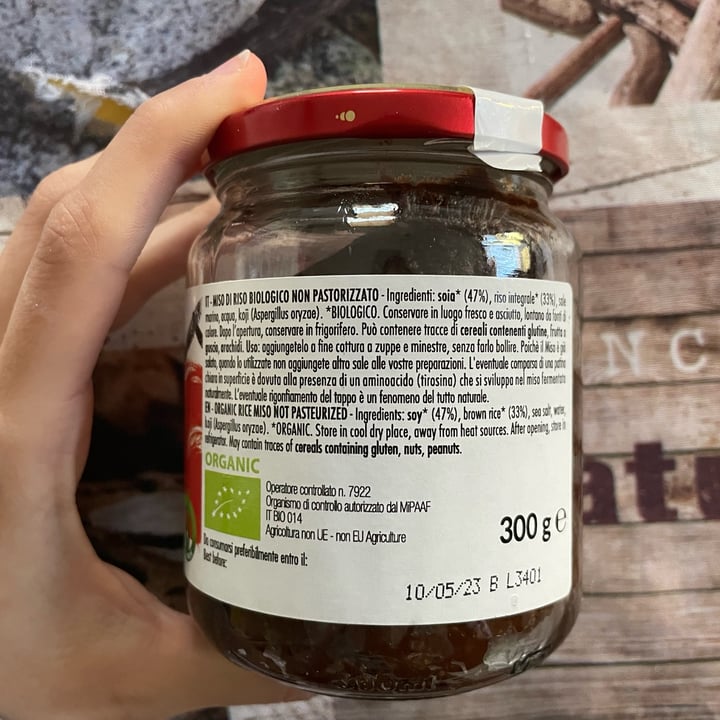 IT - MISO DI RISO BIOLOGICO NON PASTORIZZATO - Ingredienti: soia* (47%), riso integrale* (33%), sale
marino, acqua, koji (Aspergillus oryzae). *BIOLOGICO. Conservare in luogo fresco e asciutto, lontano da fonti di
calore. Dopo l'apertura, conservare in frigorifero. Può contenere tracce di cereali contenenti glutine, frutta a
guscio, arachidi. Uso: aggiungetelo a fine cottura a zuppe e minestre, senza farlo bollire. Poichè il Miso è già
salato, quando lo utilizzate non aggiungete altro sale alle vostre preparazioni. L'eventuale comparsa di una patina
chiara in superficie è dovuta alla presenza di un aminoacido (tirosina) che si sviluppa nel miso fermentato
naturalmente. L'eventuale rigonfiamento del tappo è un fenomeno del tutto naturale.
EN - ORGANIC RICE MISO NOT PASTEURIZED - Ingredients: soy* (47%), brown rice* (33%), sea salt, water,
koji (Aspergillus oryzae). *ORGANIC. Store in cool dry place, away from heat sources. After opening, store in
refrigerator. May contain traces of cereals containing gluten, nuts, peanuts.
ORGANIC
Operatore controllato n. 7922
Organismo di controllo autorizzato dal MiPAAF
IT BIO 014
Agricoltura non UE - non EU Agriculture
300 g e
Da consumarsi preferibilmente entro il:
Best before:
10/05/23 B L3401
NC
at